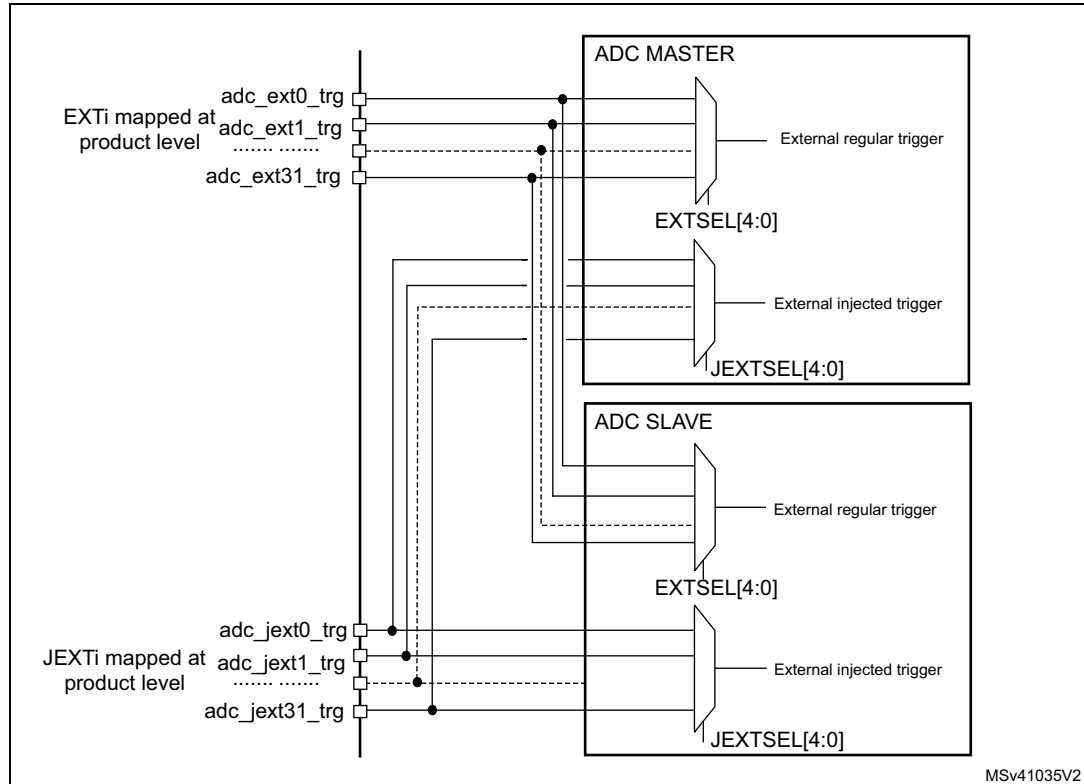 ADC MASTER
adc_ext0_trg
EXTi mapped at
product level
adc_ext1_trg
....... .......
adc_ext31_trg
External regular trigger
EXTSEL[4:0]
External injected trigger
JEXTSEL[4:0]
ADC SLAVE
External regular trigger
EXTSEL[4:0]
adc_jext0_trg
JEXTi mapped at
product level
adc_jext1_trg
....... .......
adc_jext31_trg
External injected trigger
JEXTSEL[4:0]
MSv41035V2